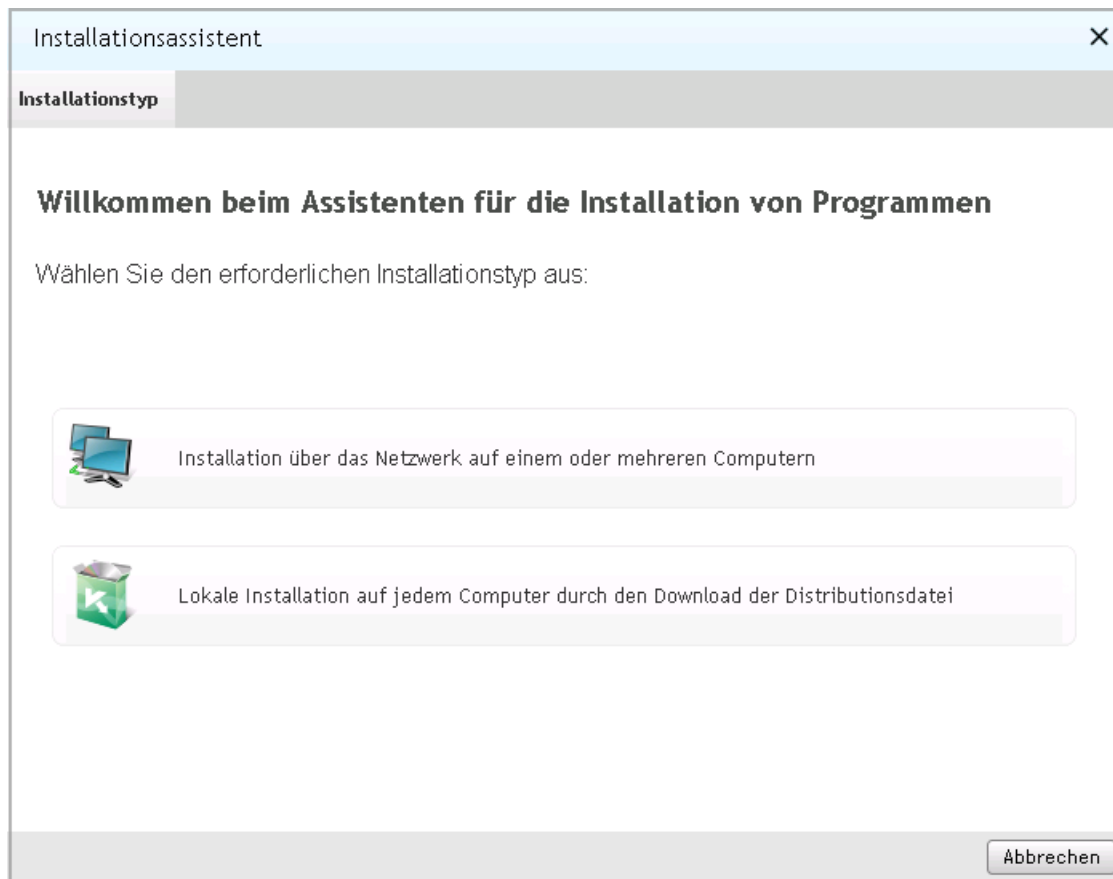 Installationsassistent
Installationstyp
Willkommen beim Assistenten für die Installation von Programmen
Wählen Sie den erforderlichen Installationstyp aus:
Installation über das Netzwerk auf einem oder mehreren Computern
Lokale Installation auf jedem Computer durch den Download der Distributionsdatei
Abbrechen